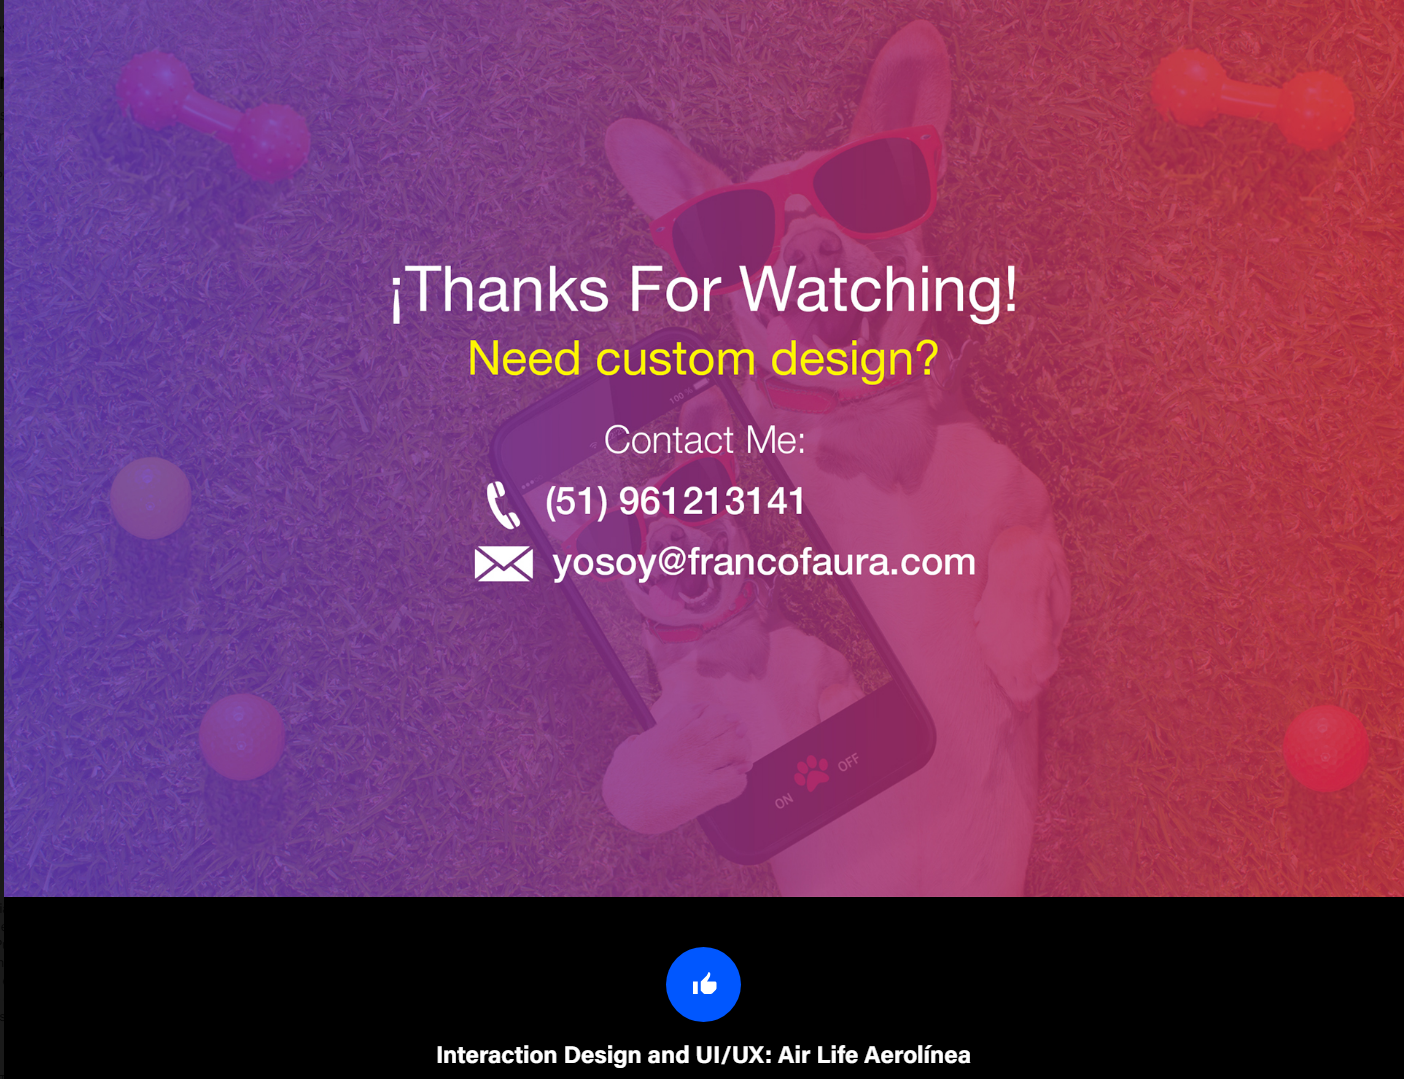 ¡Thanks For Watching!
Need custom design?
100 %
Contact Me:
(51) 961213141
yosoy@francofaura.com
ON OFF
Interaction Design and UI/UX: Air Life Aerolínea